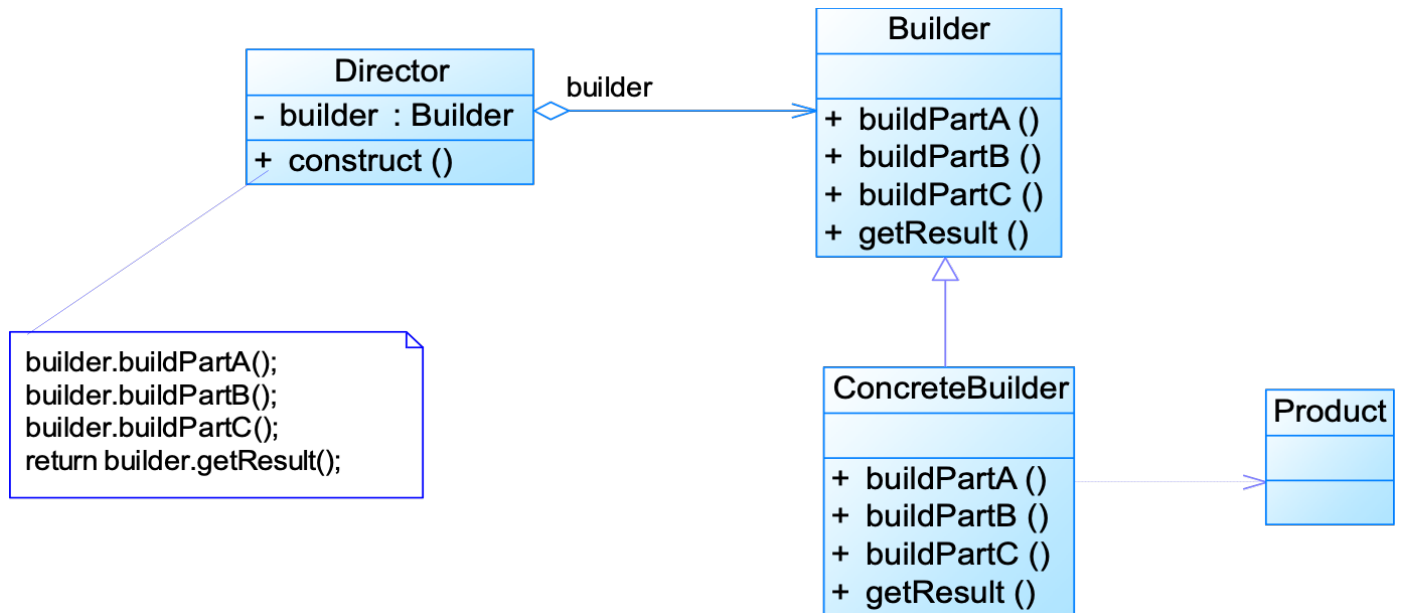 Director
- builder : Builder
+ construct ()
builder
Builder
+ buildPartA ()
+ buildPartB ()
+ buildPartC ()
+ getResult ()
builder.buildPartA();
builder.buildPartB();
builder.buildPartC();
return builder.getResult();
ConcreteBuilder
+ buildPartA ()
+ buildPartB ()
+ buildPartC ()
+ getResult ()
Product